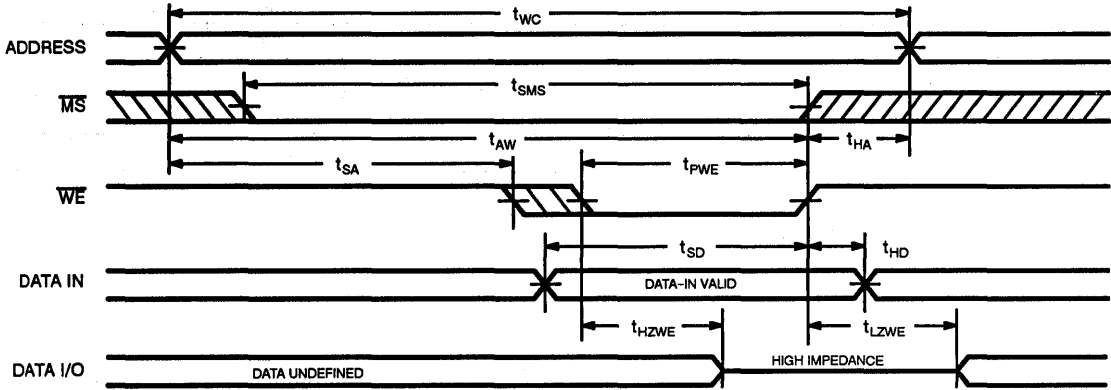 tWC
ADDRESS
tSMS
MS
tAW
tHA
tSA
tPWE
WE
tSD
tHD
DATA IN
DATA-IN VALID
tHZWE
tLZWE
DATA I/O
DATA UNDEFINED
HIGH IMPEDANCE